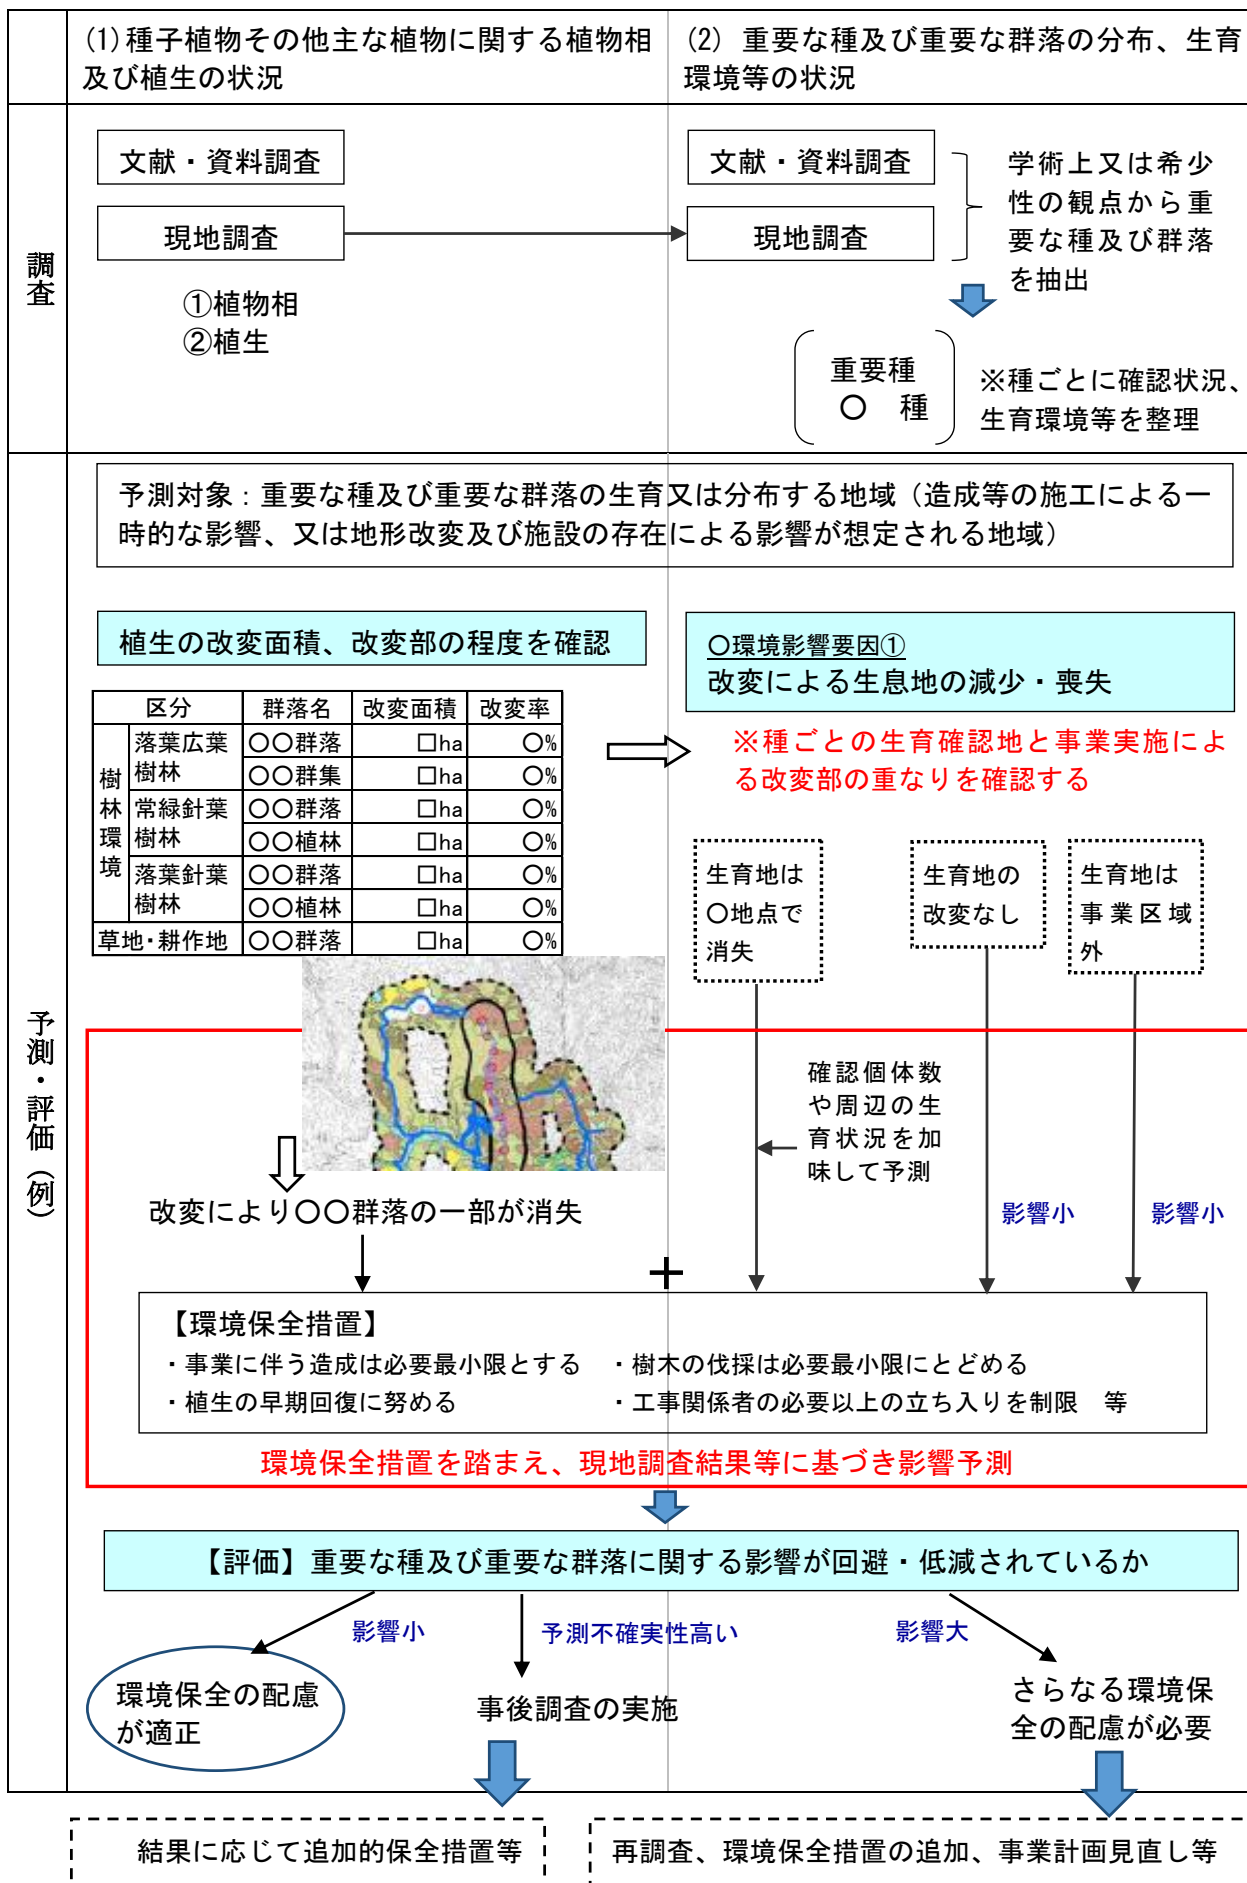 (1)種子植物その他主な植物に関する植物相
及び植生の状況
(2) 重要な種及び重要な群落の分布、生育
環境等の状況
調査
文献・資料調査
現地調査
①植物相
②植生
文献・資料調査
現地調査
学術上又は希少
性の観点から重
要な種及び群落
を抽出
重要種
〇 種
※種ごとに確認状況、
生育環境等を整理
予測・評価(例)
予測対象:重要な種及び重要な群落の生育又は分布する地域(造成等の施工による一
時的な影響、又は地形改変及び施設の存在による影響が想定される地域)
植生の改変面積、改変部の程度を確認
区分 群落名 改変面積 改変率
樹林環境
落葉広葉樹林 〇〇群落 □ha 〇%
〇〇群集 □ha 〇%
常緑針葉樹林 〇〇群落 □ha 〇%
〇〇植林 □ha 〇%
落葉針葉樹林 〇〇群落 □ha 〇%
〇〇植林 □ha 〇%
草地・耕作地 〇〇群落 □ha 〇%
〇環境影響要因①
改変による生息地の減少・喪失
※種ごとの生育確認地と事業実施によ
る改変部の重なりを確認する
生育地は
〇地点で
消失
生育地の
改変なし
生育地は
事業区域
外
確認個体数
や周辺の生
育状況を加
味して予測
影響小
影響小
改変により〇〇群落の一部が消失
+
【環境保全措置】
・事業に伴う造成は必要最小限とする ・樹木の伐採は必要最小限にとどめる
・植生の早期回復に努める ・工事関係者の必要以上の立ち入りを制限 等
環境保全措置を踏まえ、現地調査結果等に基づき影響予測
【評価】重要な種及び重要な群落に関する影響が回避・低減されているか
影響小
予測不確実性高い
影響大
環境保全の配慮
が適正
事後調査の実施
さらなる環境保
全の配慮が必要
結果に応じて追加的保全措置等
再調査、環境保全措置の追加、事業計画見直し等